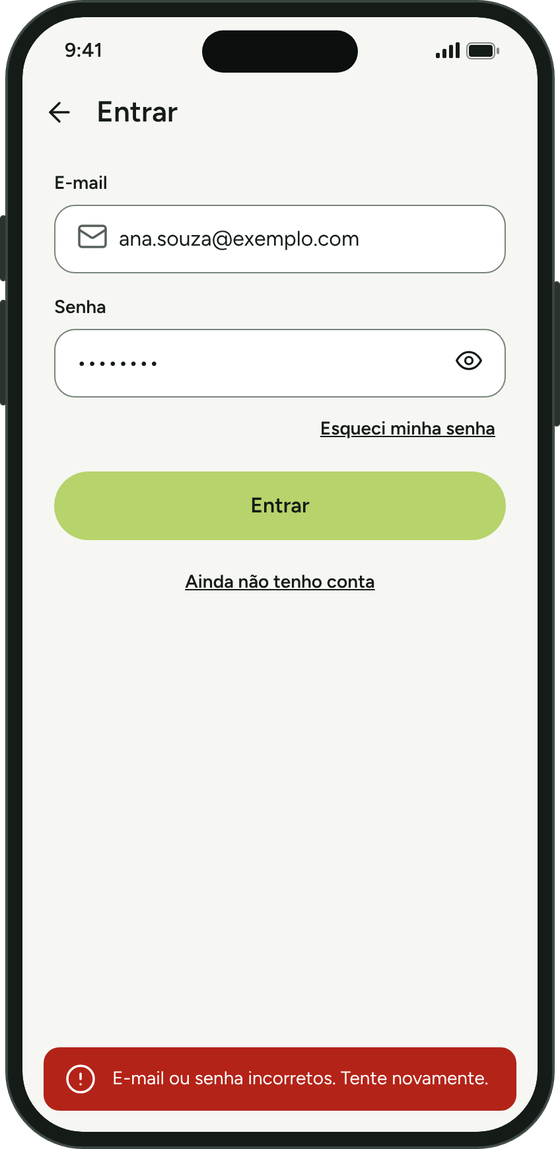 9:41
Entrar
E-mail
ana.souza@exemplo.com
Senha
••••••••
Esqueci minha senha
Entrar
Ainda não tenho conta
E-mail ou senha incorretos. Tente novamente.